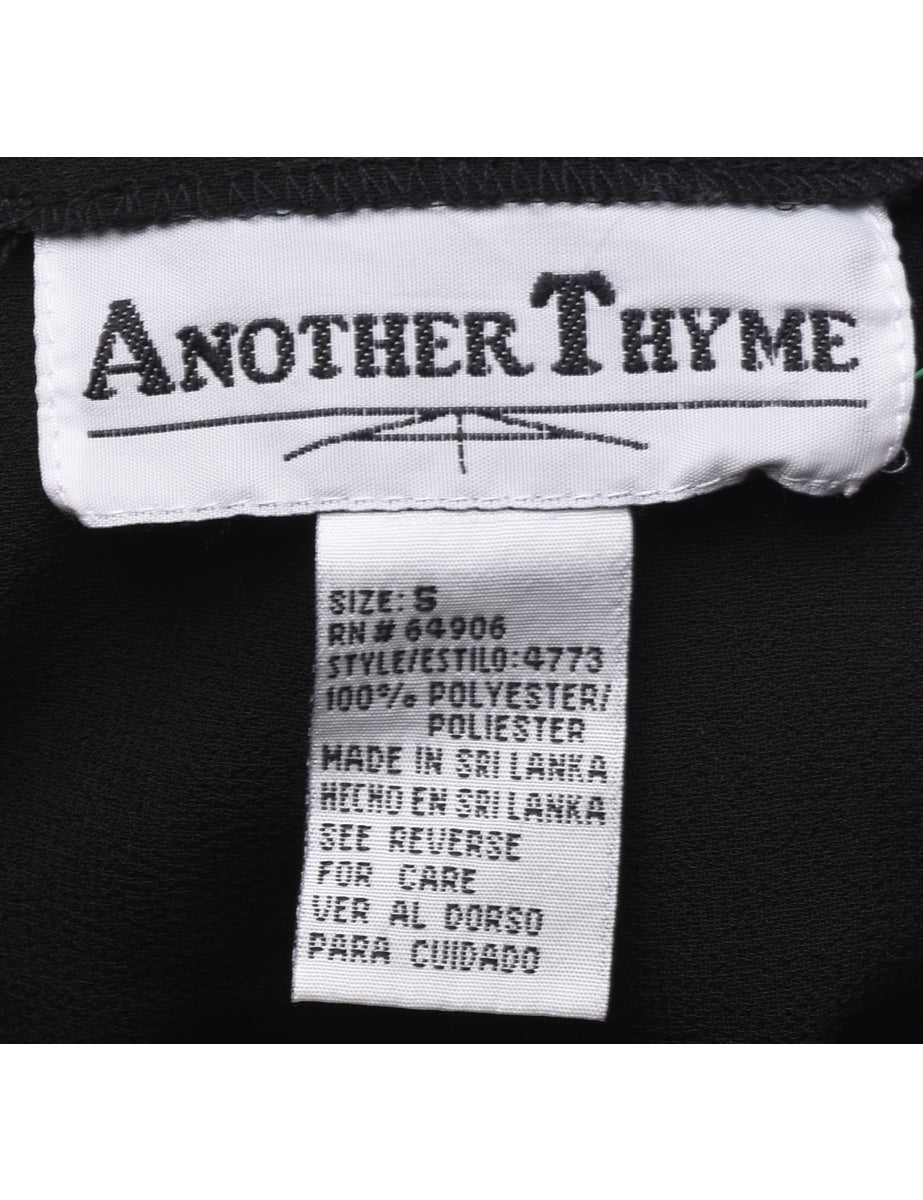 ANOTHER THYME
SIZE: S
RN# 64906
STYLE/ESTILO: 4773
100% POLYESTER/
POLIESTER
MADE IN SRI LANKA
HECHO EN SRI LANKA
SEE REVERSE
FOR CARE
VER AL DORSO
PARA CUIDADO